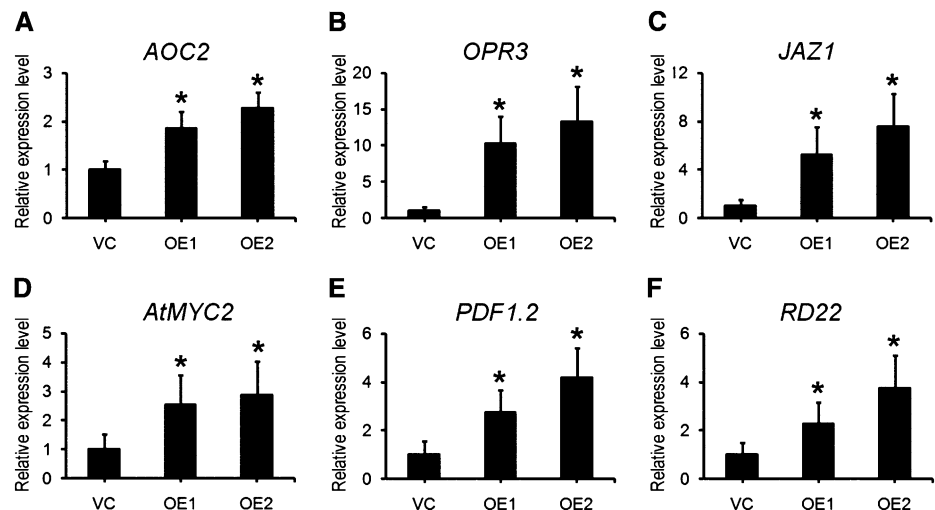 A
AOC2
Relative expression level
3
2
1
0
VC OE1 OE2
B
OPR3
Relative expression level
20
15
10
5
0
VC OE1 OE2
C
JAZ1
Relative expression level
12
8
4
0
VC OE1 OE2
D
AtMYC2
Relative expression level
5
4
3
2
1
0
VC OE1 OE2
E
PDF1.2
Relative expression level
6
4
2
0
VC OE1 OE2
F
RD22
Relative expression level
6
4
2
0
VC OE1 OE2